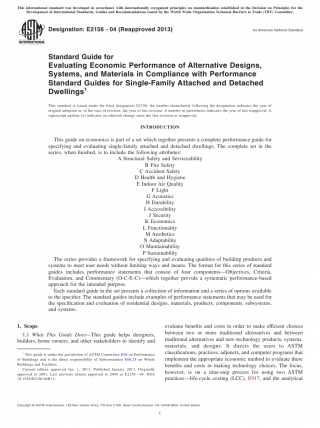 This international standard was developed in accordance with internationally recognized principles on standardization established in the Decision on Principles for the
Development of International Standards, Guides and Recommendations issued by the World Trade Organization Technical Barriers to Trade (TBT) Committee.
Designation: E2156 − 04 (Reapproved 2013)
An American National Standard
Standard Guide for
Evaluating Economic Performance of Alternative Designs,
Systems, and Materials in Compliance with Performance
Standard Guides for Single-Family Attached and Detached
Dwellings1
This standard is issued under the fixed designation E2156; the number immediately following the designation indicates the year of
original adoption or, in the case of revision, the year of last revision. A number in parentheses indicates the year of last reapproval. A
superscript epsilon (ε) indicates an editorial change since the last revision or reapproval.
INTRODUCTION
This guide on economics is part of a set which together presents a complete performance guide for
specifying and evaluating single-family attached and detached dwellings. The complete set in the
series, when finished, is to include the following attributes:
A Structural Safety and Serviceability
B Fire Safety
C Accident Safety
D Health and Hygiene
E Indoor Air Quality
F Light
G Acoustics
H Durability
I Accessibility
J Security
K Economics
L Functionality
M Aesthetics
N Adaptability
O Maintainability
P Sustainability
The series provides a framework for specifying and evaluating qualities of building products and
systems to meet user needs without limiting ways and means. The format for this series of standard
guides includes performance statements that consist of four components—Objectives, Criteria,
Evaluation, and Commentary (O-C-E-C)—which together provide a systematic performance-based
approach for the intended purpose.
Each standard guide in the set presents a collection of information and a series of options available
to the specifier. The standard guides include examples of performance statements that may be used for
the specification and evaluation of residential designs, materials, products, components, subsystems,
and systems.
1. Scope
1.1 What This Guide Does—This guide helps designers,
builders, home owners, and other stakeholders to identify and
1 This guide is under the jurisdiction of ASTM Committee E06 on Performance
of Buildings and is the direct responsibility of Subcommittee E06.25 on Whole
Buildings and Facilities.
Current edition approved Jan. 1, 2013. Published January 2013. Originally
approved in 2001. Last previous edition approved in 2004 as E2156 – 04. DOI:
10.1520/E2156-04R13.
evaluate benefits and costs in order to make efficient choices
between two or more traditional alternatives and between
traditional alternatives and new-technology products, systems,
materials, and designs. It directs the users to ASTM
classifications, practices, adjuncts, and computer programs that
implement the appropriate economic method to evaluate those
benefits and costs in making technology choices. The focus,
however, is on a nine-step process for using two ASTM
practices—life-cycle costing (LCC), E917, and the analytical
Copyright © ASTM International, 100 Barr Harbor Drive, PO Box C700, West Conshohocken, PA 19428-2959. United States
1